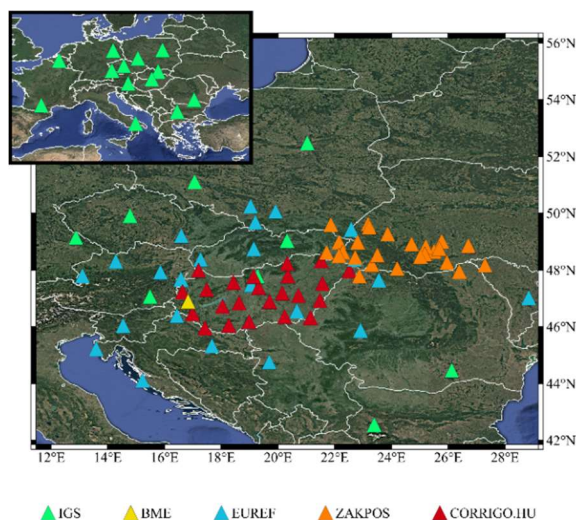 56°N
54°N
52°N
50°N
48°N
46°N
44°N
42°N
12°E 14°E 16°E 18°E 20°E 22°E 24°E 26°E 28°E
IGS BME EUREF ZAKPOS CORRIGO.HU